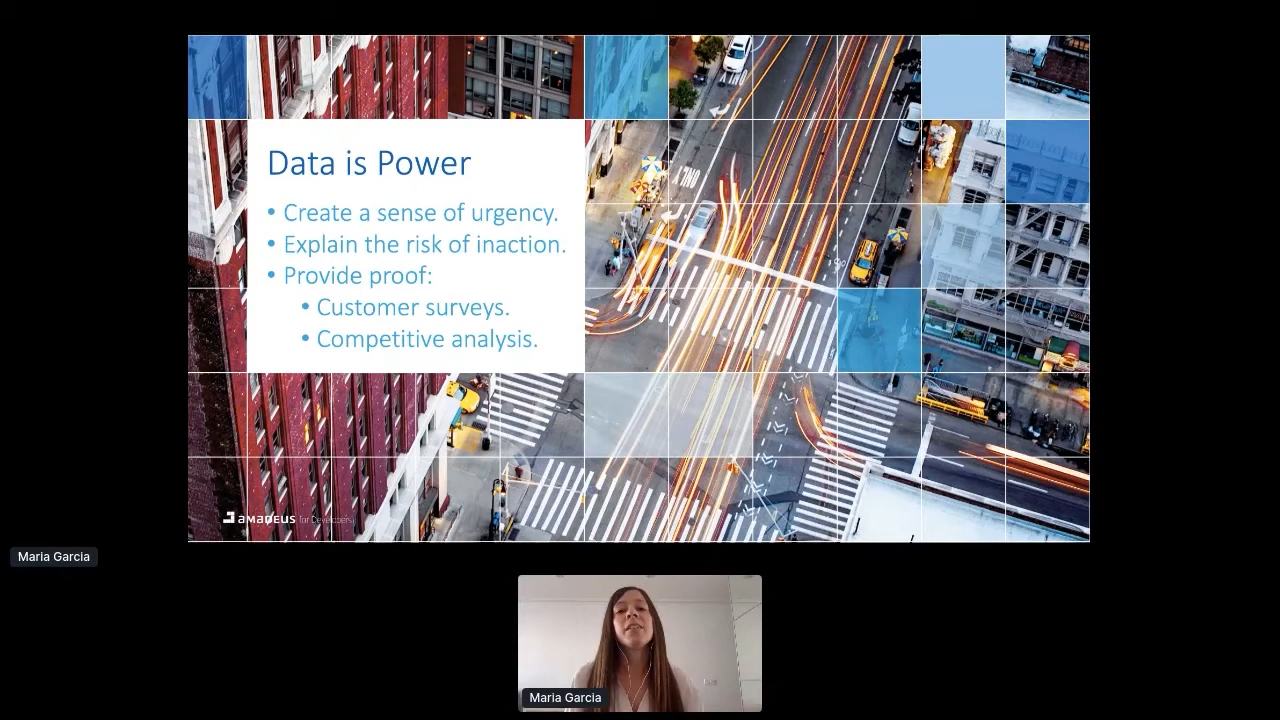 Data is Power
• Create a sense of urgency.
• Explain the risk of inaction.
• Provide proof:
• Customer surveys.
• Competitive analysis.
ONLY
amadeus for Developers
Maria Garcia
Maria Garcia